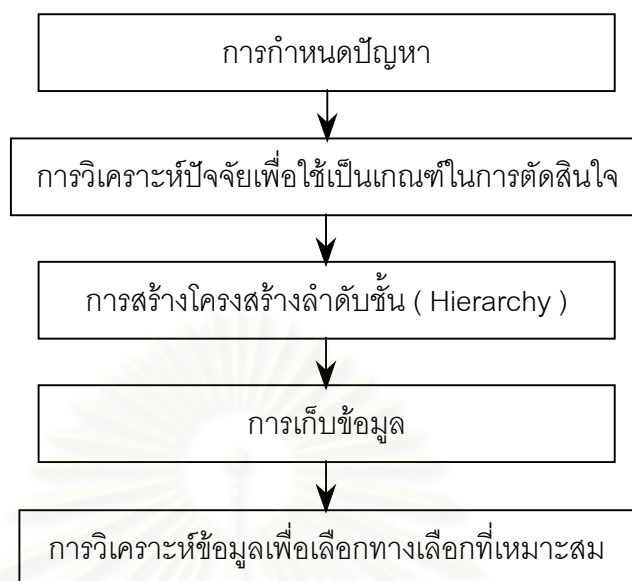 การกำหนดปัญหา
การวิเคราะห์ปัจจัยเพื่อใช้เป็นเกณฑ์ในการตัดสินใจ
การสร้างโครงสร้างลำดับชั้น ( Hierarchy )
การเก็บข้อมูล
การวิเคราะห์ข้อมูลเพื่อเลือกทางเลือกที่เหมาะสม